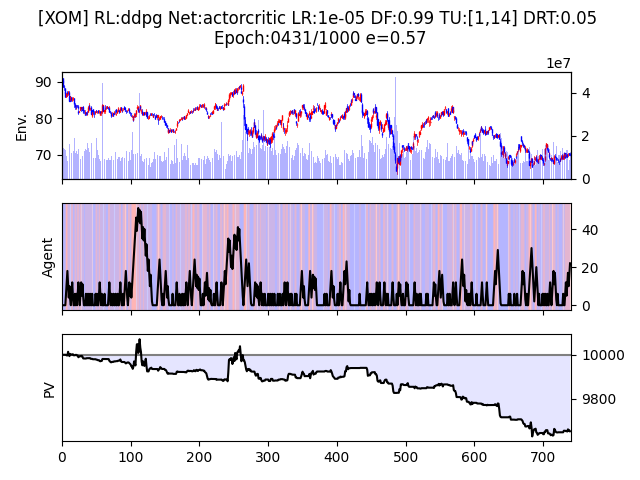 [XOM] RL:ddpg Net:actorcritic LR:1e-05 DF:0.99 TU:[1,14] DRT:0.05
Epoch:0431/1000 e=0.57
1e7
90
80
70
Env.
4
2
0
Agent
40
20
0
PV
10000
9800
0 100 200 300 400 500 600 700